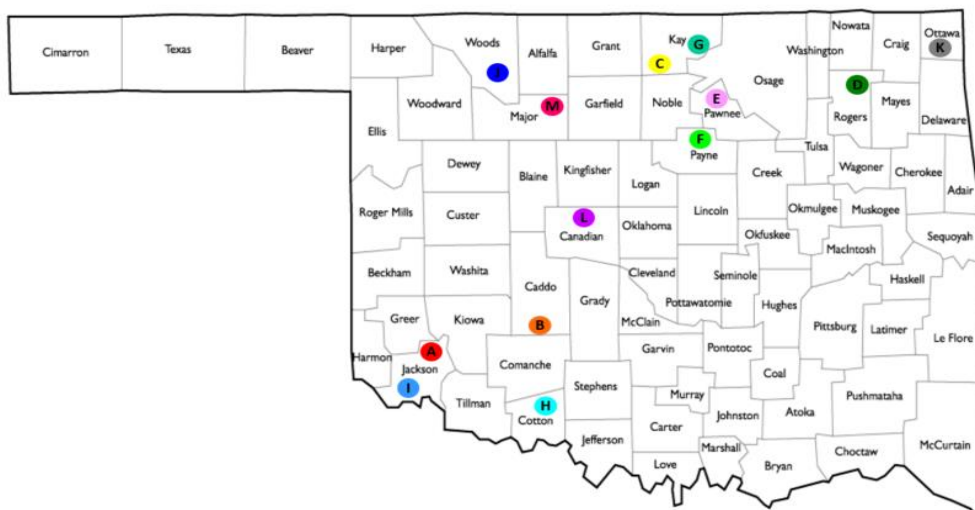 Cimarron
Texas
Beaver
Harper
Woods
Alfalfa
Grant
Kay
G
C
Nowata
Craig
Ottawa
K
J
Washington
Osage
D
Woodward
M
Major
Garfield
Noble
E
Pawnee
Rogers
Mayes
Delaware
Ellis
F
Payne
Tulsa
Dewey
Blaine
Kingfisher
Logan
Creek
Wagoner
Cherokee
Adair
Roger Mills
Custer
L
Canadian
Oklahoma
Lincoln
Okmulgee
Muskogee
Okfuskee
Sequoyah
MacIntosh
Beckham
Washita
Caddo
Grady
Cleveland
Seminole
Pottawatomie
Hughes
Haskell
Greer
Kiowa
B
McClain
Pittsburg
Latimer
Le Flore
Harmon
A
Jackson
Comanche
Garvin
Pontotoc
Coal
I
Tillman
H
Cotton
Stephens
Murray
Johnston
Atoka
Pushmataha
Jefferson
Carter
Marshall
Love
Bryan
Choctaw
McCurtain